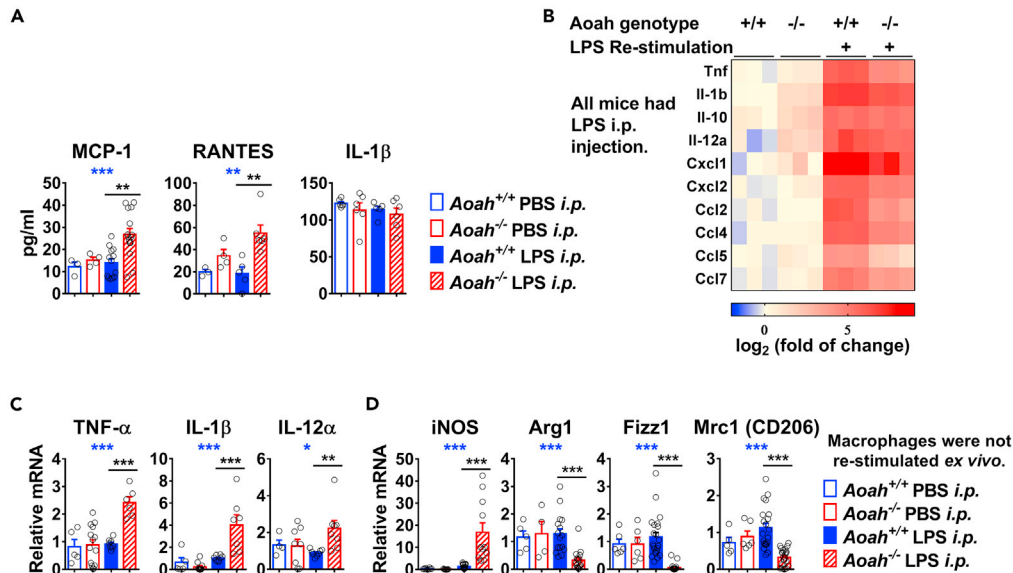 A
MCP-1
***
**
pg/ml
50
40
30
20
10
0
RANTES
**
**
100
80
60
40
20
0
IL-1β
150
100
50
0
Aoah+/+ PBS i.p.
Aoah-/- PBS i.p.
Aoah+/+ LPS i.p.
Aoah-/- LPS i.p.
B
Aoah genotype +/+ -/- +/+ -/-
LPS Re-stimulation + +
All mice had
LPS i.p.
injection.
Tnf
Il-1b
Il-10
Il-12a
Cxcl1
Cxcl2
Ccl2
Ccl4
Ccl5
Ccl7
0 5
log2 (fold of change)
C
TNF-α
***
***
Relative mRNA
4
3
2
1
0
IL-1β
***
***
10
8
6
4
2
0
IL-12α
*
**
6
4
2
0
D
iNOS
***
***
Relative mRNA
50
40
30
20
10
0
Arg1
***
***
4
3
2
1
0
Fizz1
***
***
4
3
2
1
0
Mrc1 (CD206)
***
***
3
2
1
0
Macrophages were not
re-stimulated ex vivo.
Aoah+/+ PBS i.p.
Aoah-/- PBS i.p.
Aoah+/+ LPS i.p.
Aoah-/- LPS i.p.